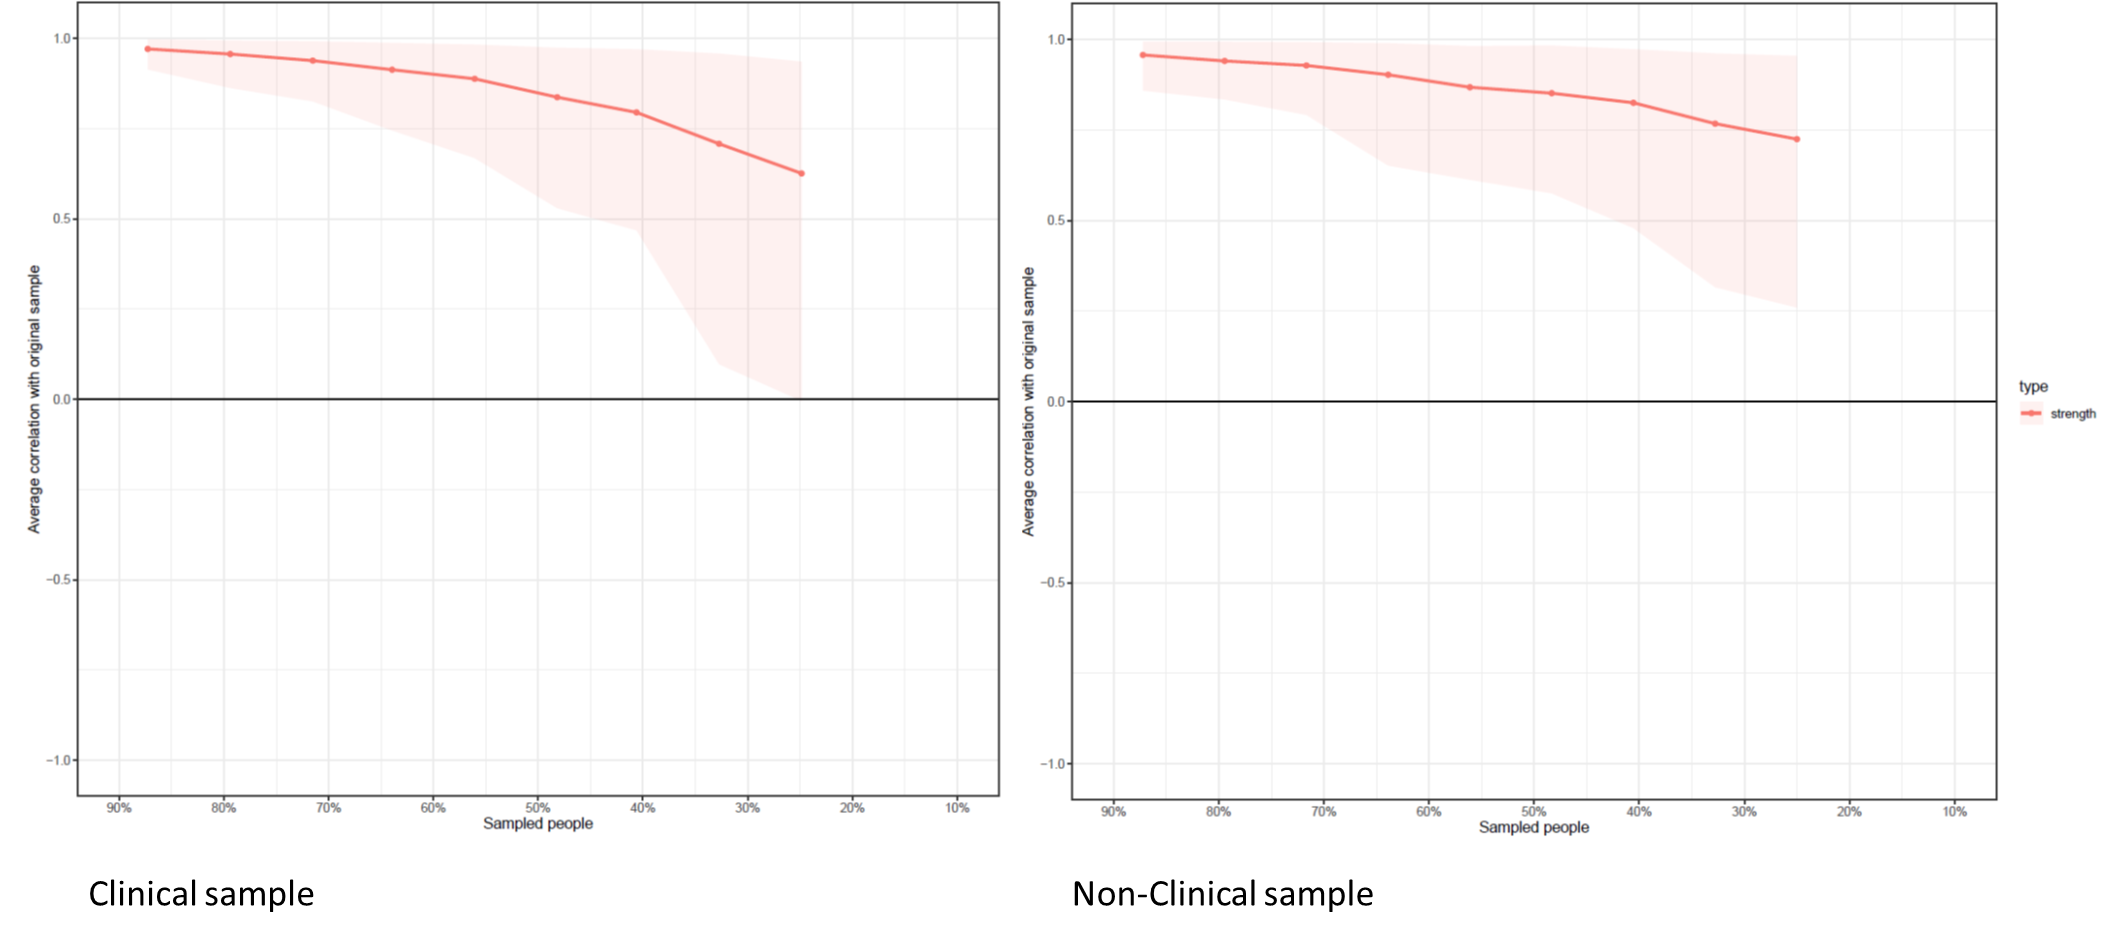 1.0
0.5
0.0
−0.5
−1.0
Average correlation with original sample
90% 80% 70% 60% 50% 40% 30% 20% 10%
Sampled people
Clinical sample
1.0
0.5
0.0
−0.5
−1.0
Average correlation with original sample
90% 80% 70% 60% 50% 40% 30% 20% 10%
Sampled people
Non-Clinical sample
type
strength